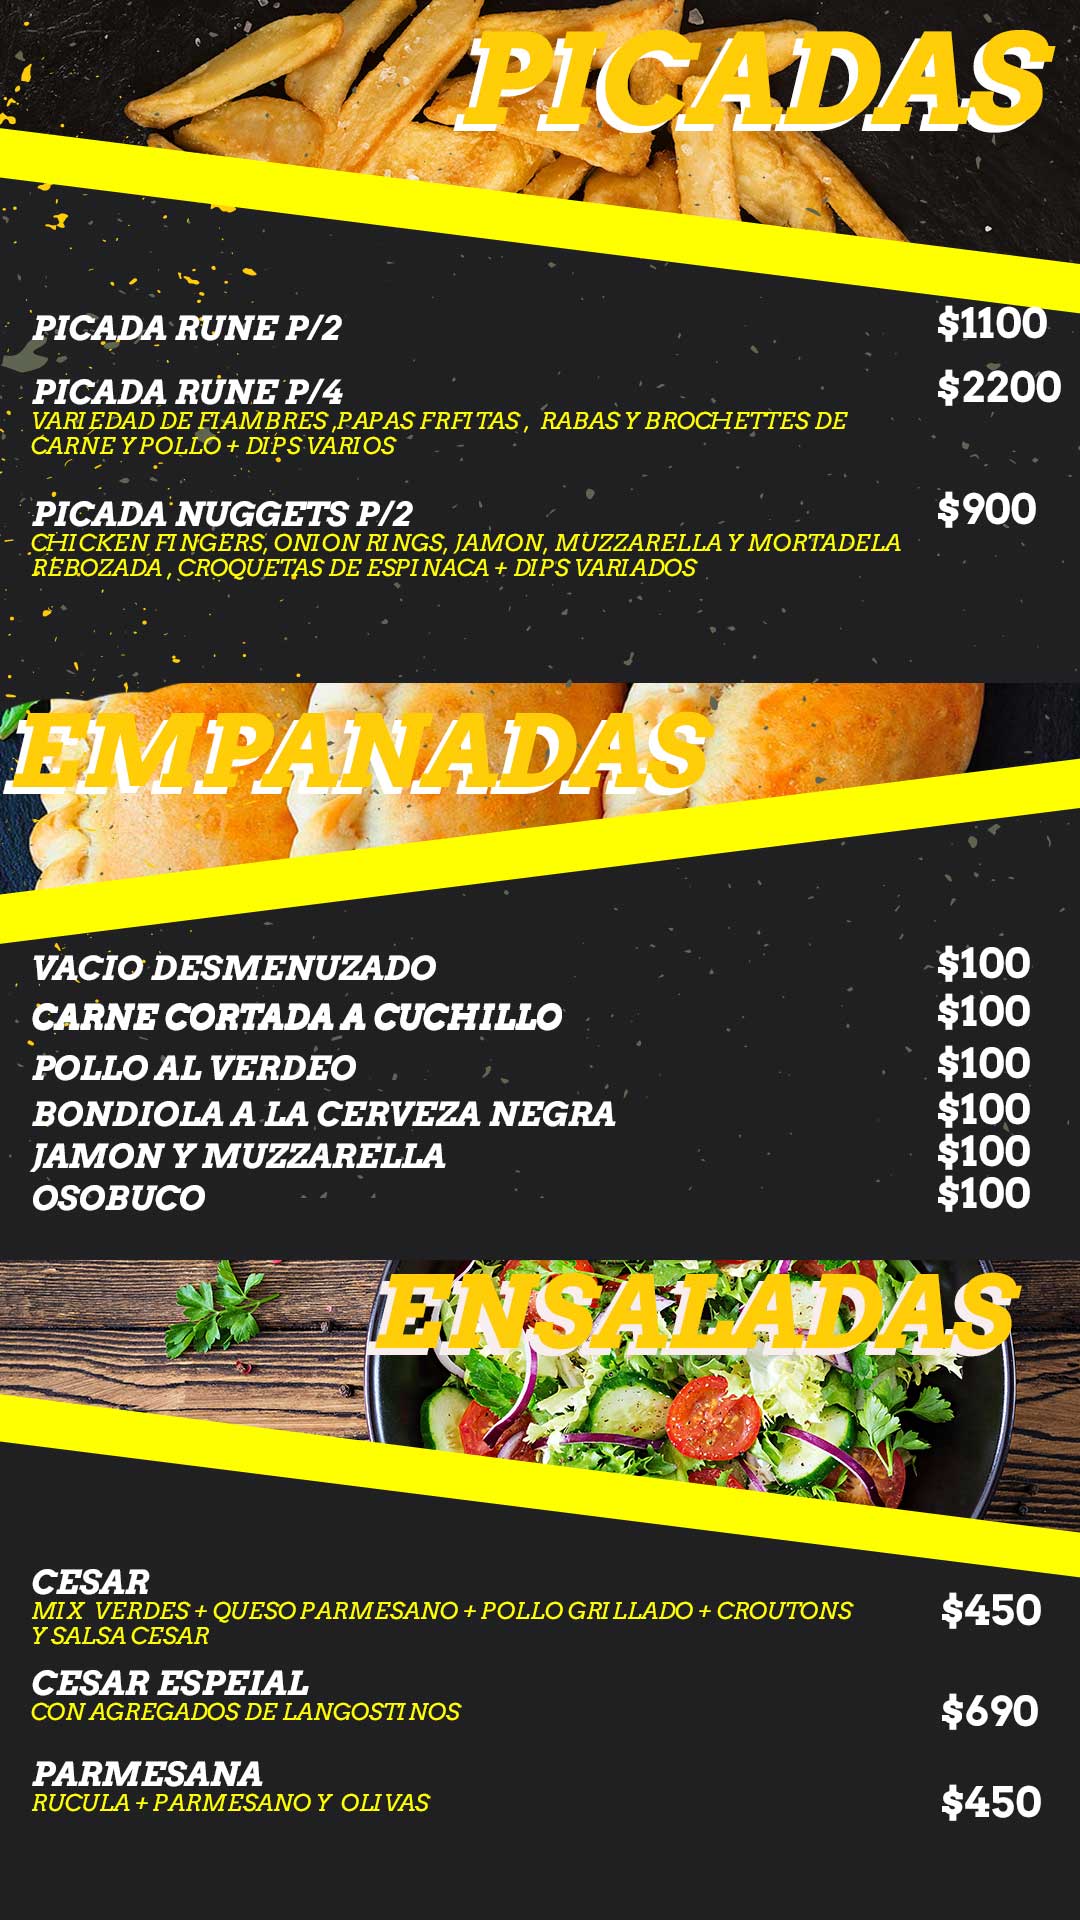 PICADAS
PICADA RUNE P/2 $1100
PICADA RUNE P/4 $2200
VARIEDAD DE FIAMBRES ,PAPAS FRFITAS , RABAS Y BROCHETTES DE
CARNE Y POLLO + DIPS VARIOS
PICADA NUGGETS P/2 $900
CHICKEN FINGERS, ONION RINGS, JAMON, MUZZARELLA Y MORTADELA
REBOZADA , CROQUETAS DE ESPINACA + DIPS VARIADOS
EMPANADAS
VACIO DESMENUZADO $100
CARNE CORTADA A CUCHILLO $100
POLLO AL VERDEO $100
BONDIOLA A LA CERVEZA NEGRA $100
JAMON Y MUZZARELLA $100
OSOBUCO $100
ENSALADAS
CESAR
MIX VERDES + QUESO PARMESANO + POLLO GRILLADO + CROUTONS $450
Y SALSA CESAR
CESAR ESPEIAL
CON AGREGADOS DE LANGOSTINOS $690
PARMESANA
RUCULA + PARMESANO Y OLIVAS $450